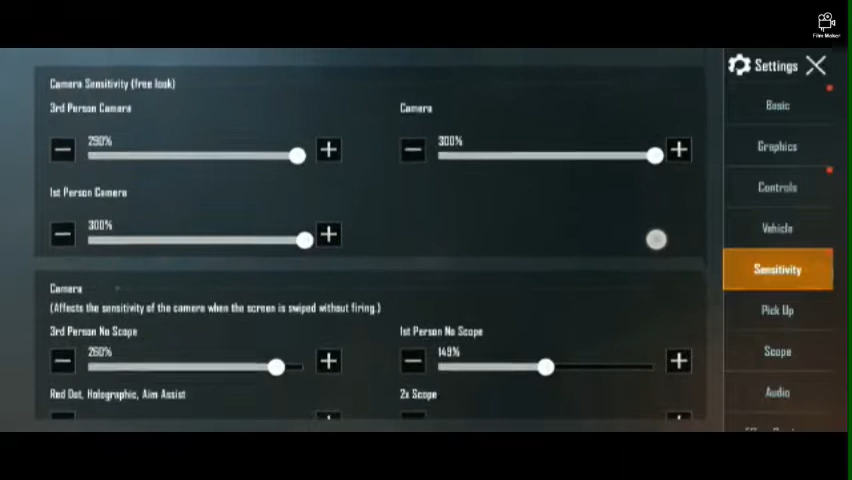 Film Maker
Settings
Camera Sensitivity (free look)
3rd Person Camera
290%
Camera
300%
1st Person Camera
300%
Camera
(Affects the sensitivity of the camera when the screen is swiped without firing.)
3rd Person No Scope
260%
1st Person No Scope
149%
Red Dot, Holographic, Aim Assist
2x Scope
Basic
Graphics
Controls
Vehicle
Sensitivity
Pick Up
Scope
Audio